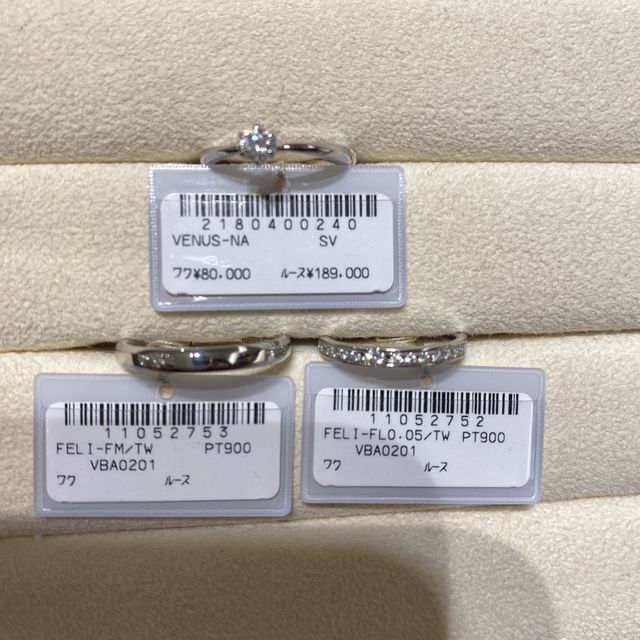 2180400240
VENUS-NA SV
ワク¥80,000 ルース¥189,000
11052753
FELI-FM/TW PT900
VBA0201
ワク ルース
11052752
FELI-FL0.05/TW PT900
VBA0201
ワク ルース